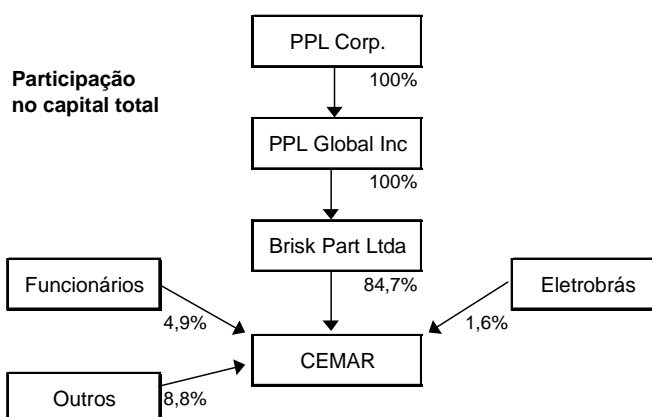 PPL Corp.
Participação
no capital total
100%
PPL Global Inc
100%
Brisk Part Ltda
Funcionários
84,7%
Eletrobrás
4,9%
1,6%
CEMAR
Outros
8,8%